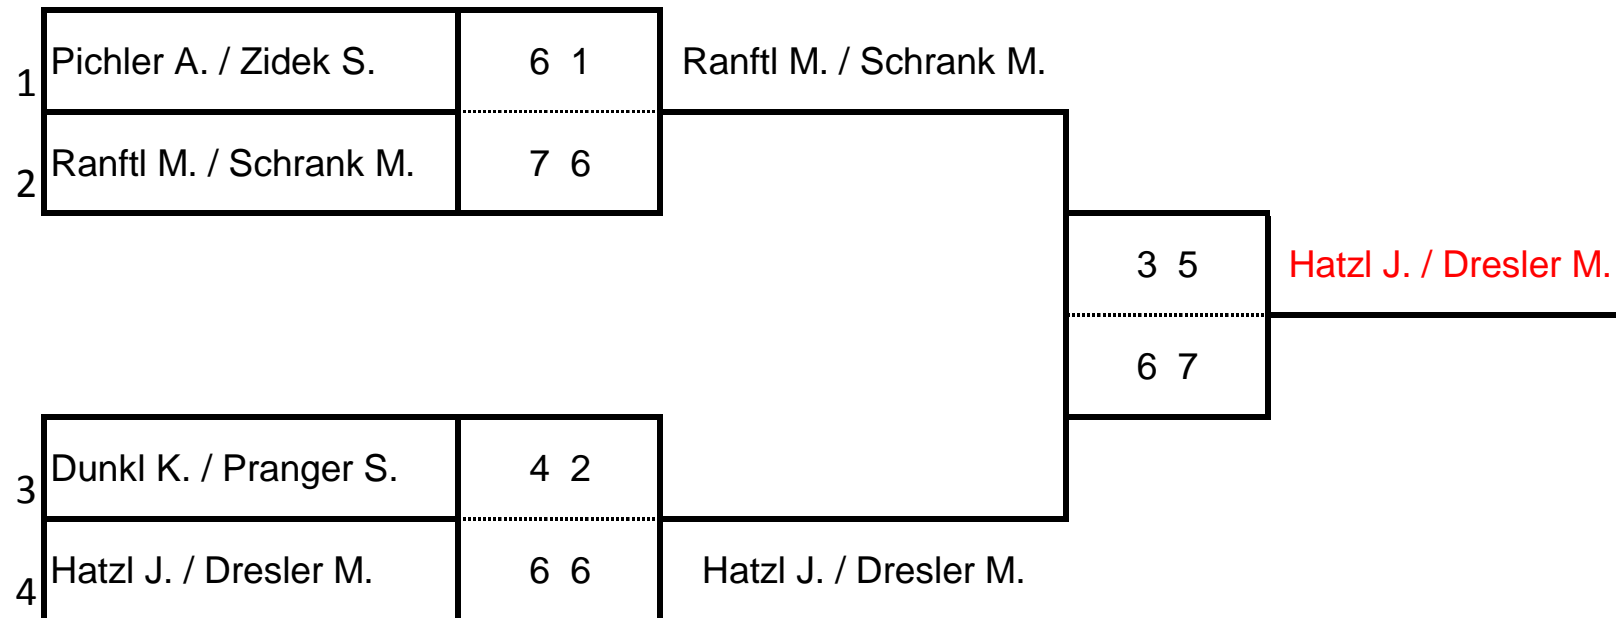 1 Pichler A. / Zidek S. 6 1 Ranftl M. / Schrank M.
2 Ranftl M. / Schrank M. 7 6
3 5 Hatzl J. / Dresler M.
6 7
3 Dunkl K. / Pranger S. 4 2
4 Hatzl J. / Dresler M. 6 6 Hatzl J. / Dresler M.